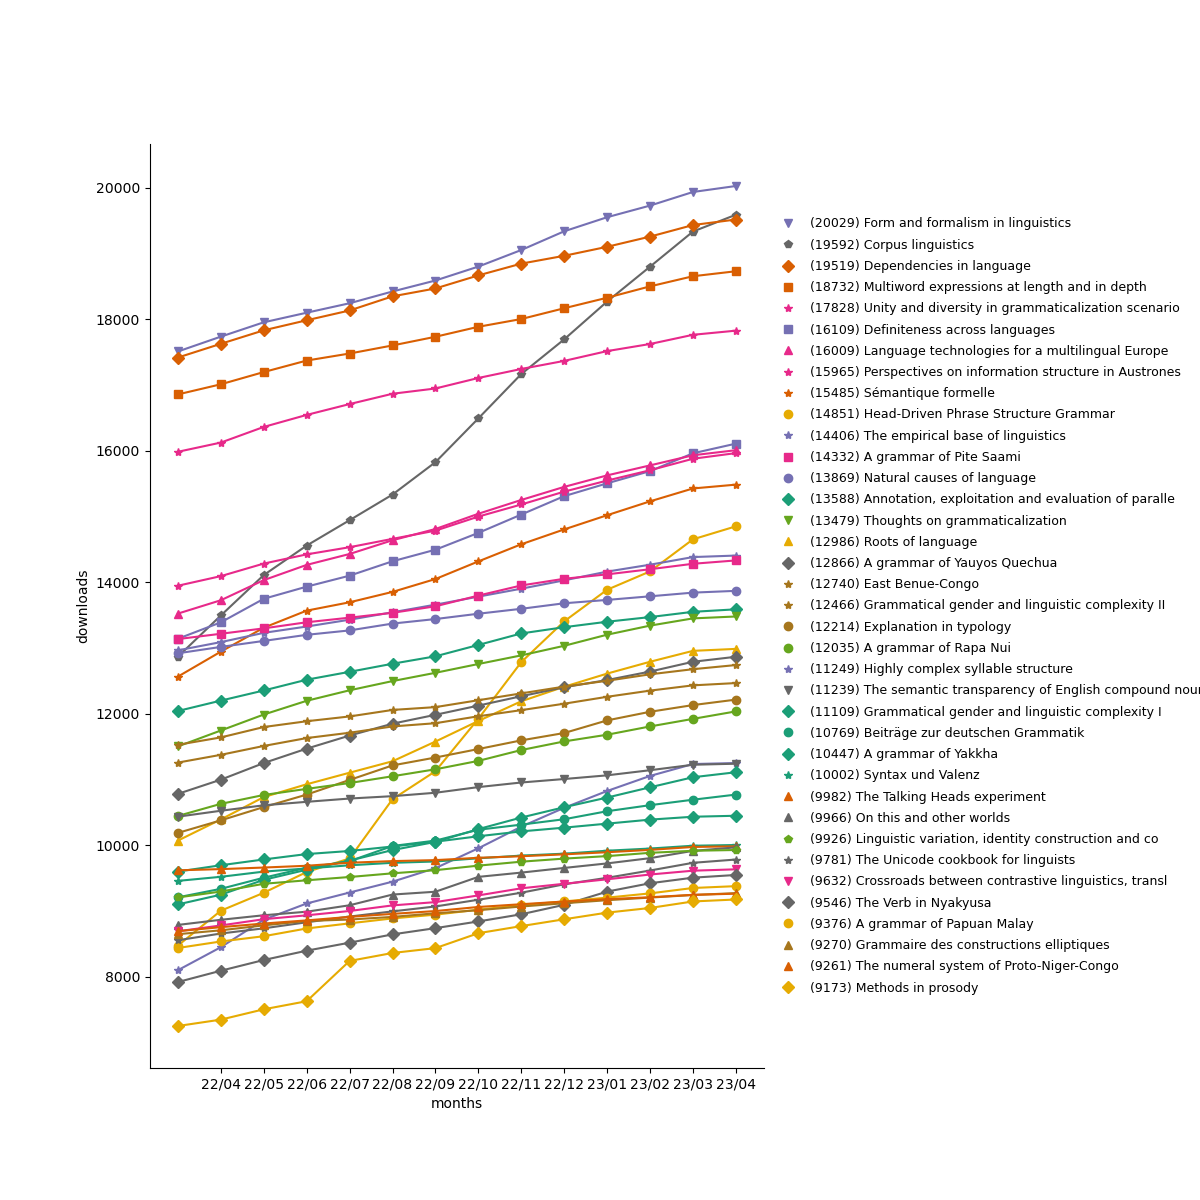 20000
18000
16000
14000
12000
10000
8000
downloads
22/04 22/05 22/06 22/07 22/08 22/09 22/10 22/11 22/12 23/01 23/02 23/03 23/04
months
(20029) Form and formalism in linguistics
(19592) Corpus linguistics
(19519) Dependencies in language
(18732) Multiword expressions at length and in depth
(17828) Unity and diversity in grammaticalization scenario
(16109) Definiteness across languages
(16009) Language technologies for a multilingual Europe
(15965) Perspectives on information structure in Austrones
(15485) Sémantique formelle
(14851) Head-Driven Phrase Structure Grammar
(14406) The empirical base of linguistics
(14332) A grammar of Pite Saami
(13869) Natural causes of language
(13588) Annotation, exploitation and evaluation of paralle
(13479) Thoughts on grammaticalization
(12986) Roots of language
(12866) A grammar of Yauyos Quechua
(12740) East Benue-Congo
(12466) Grammatical gender and linguistic complexity II
(12214) Explanation in typology
(12035) A grammar of Rapa Nui
(11249) Highly complex syllable structure
(11239) The semantic transparency of English compound nou
(11109) Grammatical gender and linguistic complexity I
(10769) Beiträge zur deutschen Grammatik
(10447) A grammar of Yakkha
(10002) Syntax und Valenz
(9982) The Talking Heads experiment
(9966) On this and other worlds
(9926) Linguistic variation, identity construction and co
(9781) The Unicode cookbook for linguists
(9632) Crossroads between contrastive linguistics, transl
(9546) The Verb in Nyakyusa
(9376) A grammar of Papuan Malay
(9270) Grammaire des constructions elliptiques
(9261) The numeral system of Proto-Niger-Congo
(9173) Methods in prosody